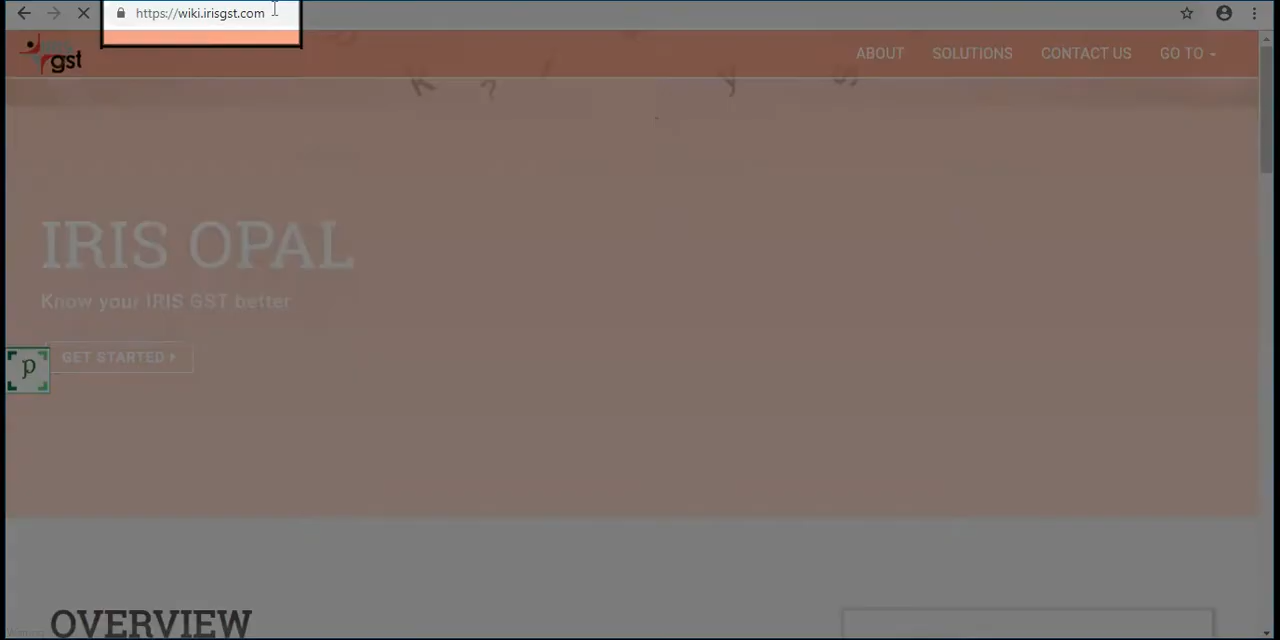 https://wiki.irisgst.com
gst
ABOUT SOLUTIONS CONTACT US GO TO
K ? Y S
IRIS OPAL
Know your IRIS GST better
GET STARTED
p
OVERVIEW